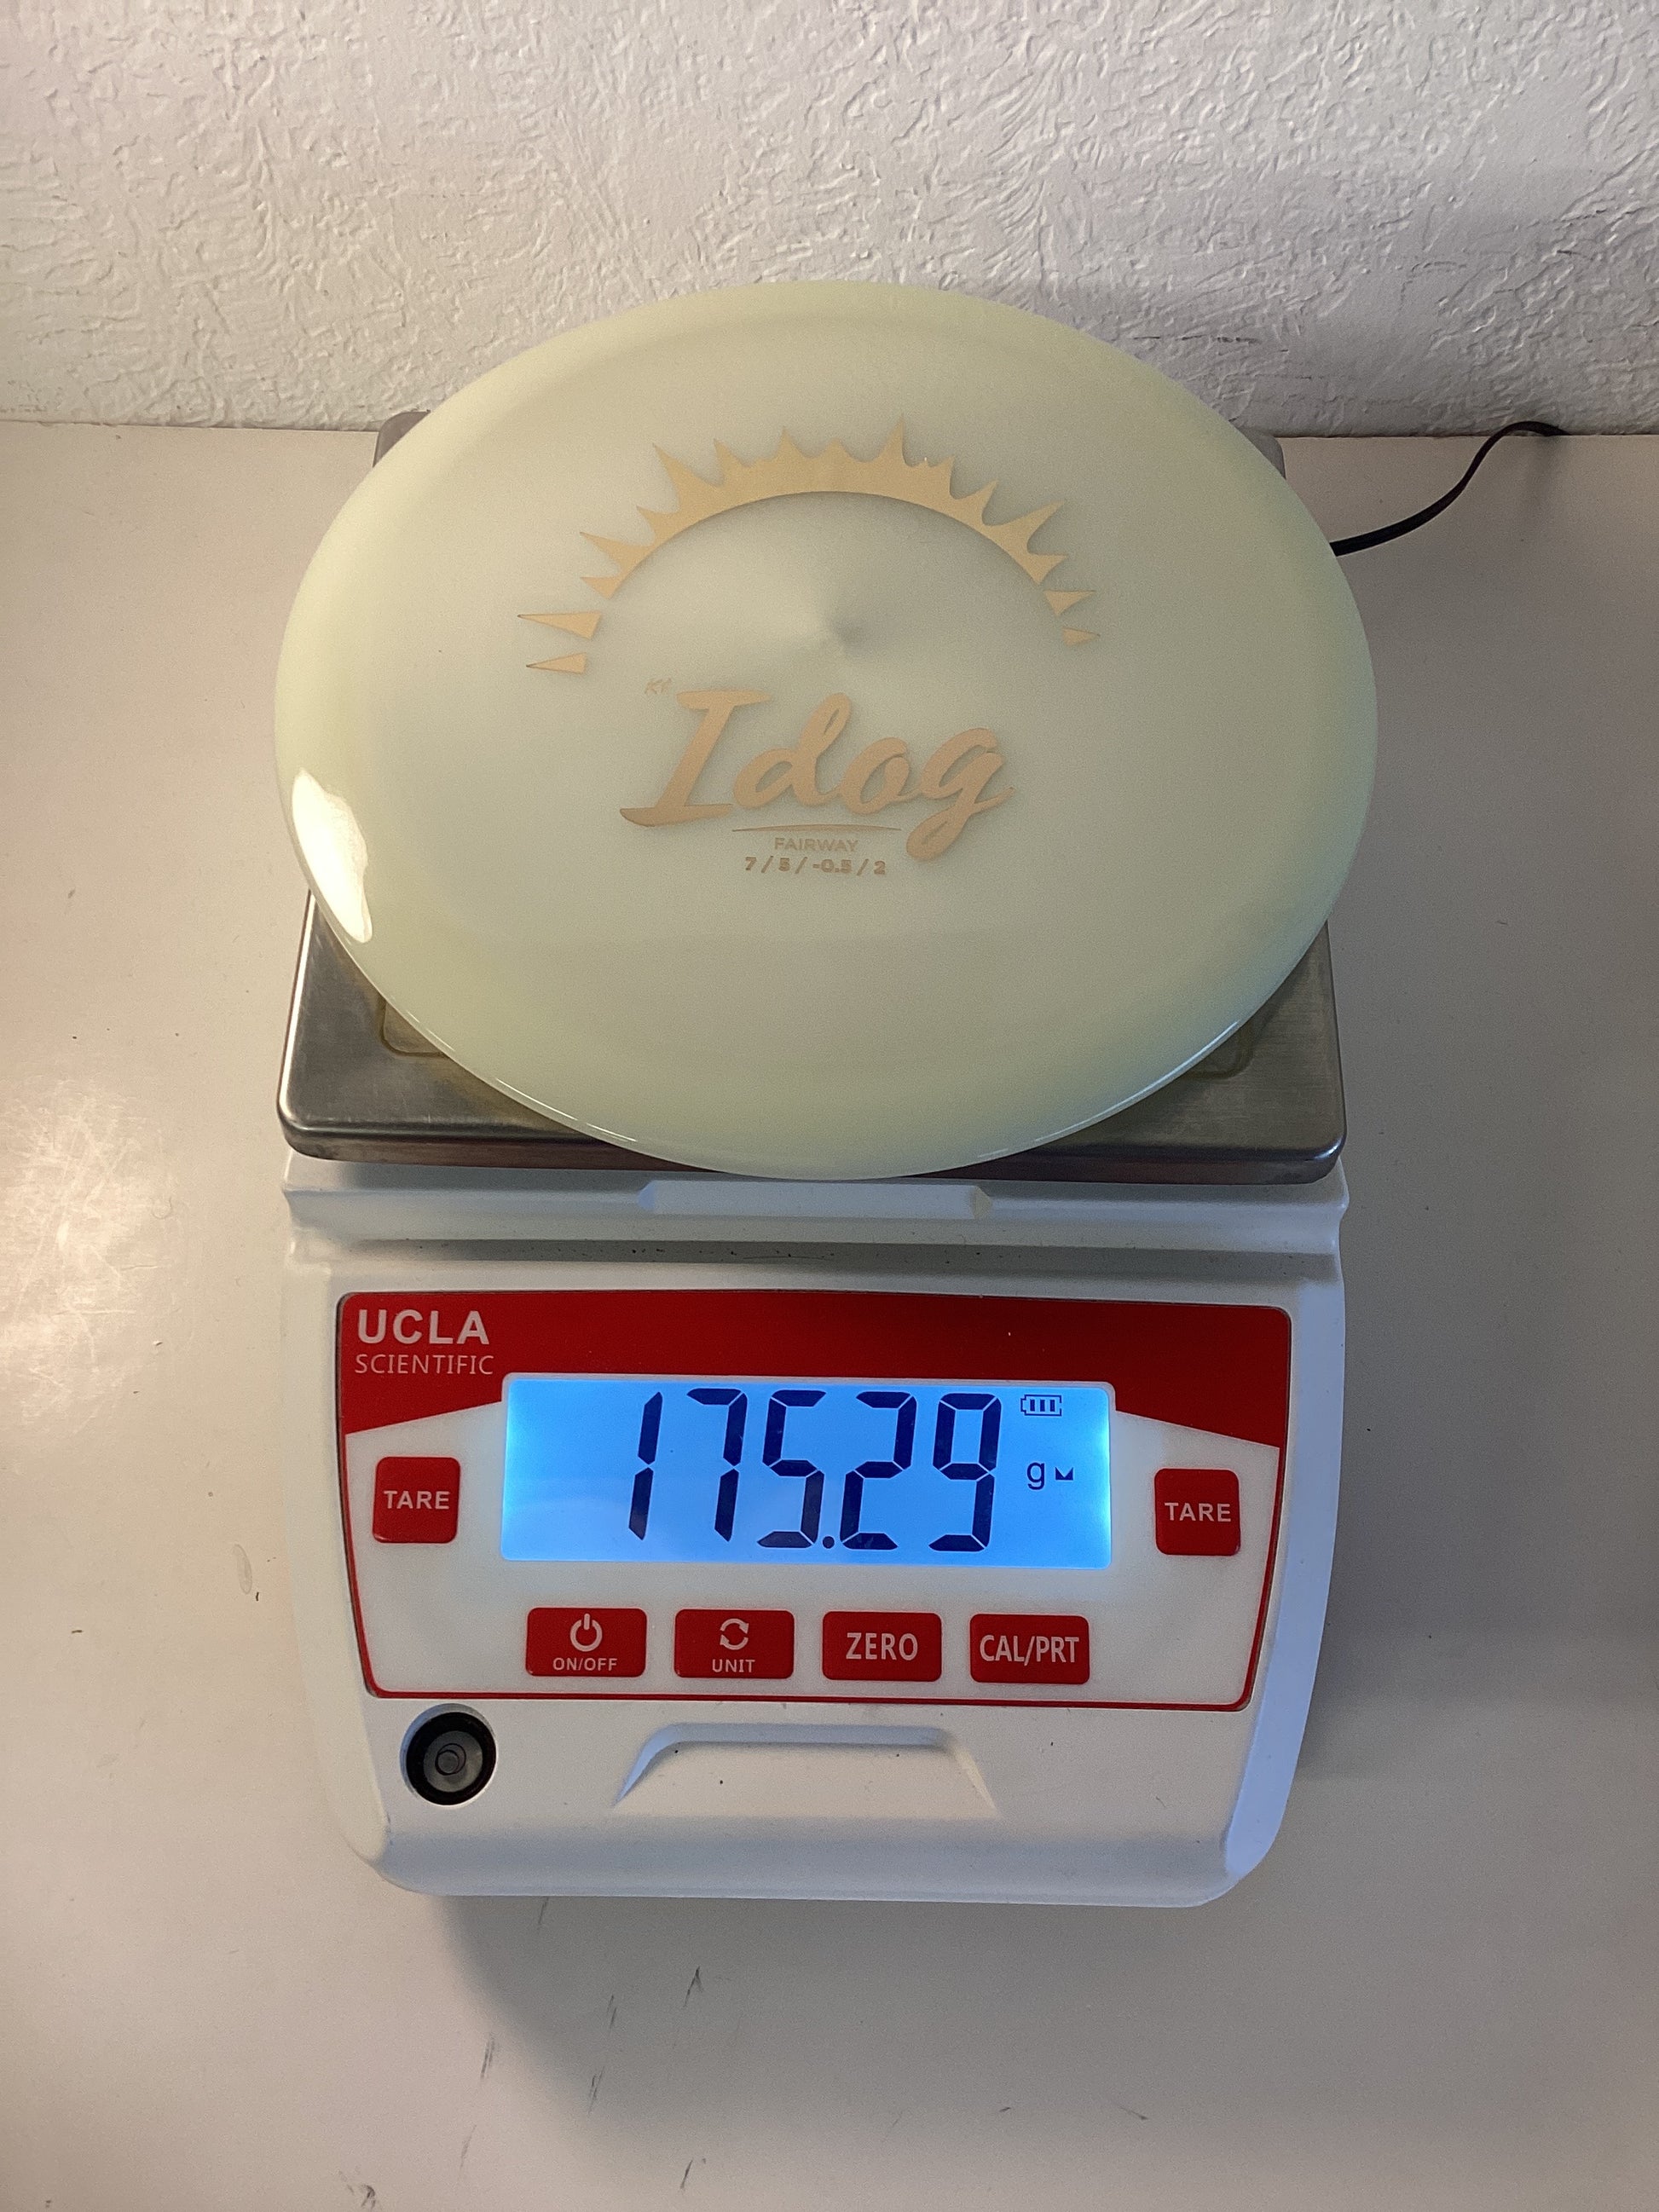 K1
Idog
FAIRWAY
7 / 5 / -0.5 / 2
UCLA
SCIENTIFIC
175.29
g
TARE
TARE
ON/OFF
UNIT
ZERO
CAL/PRT